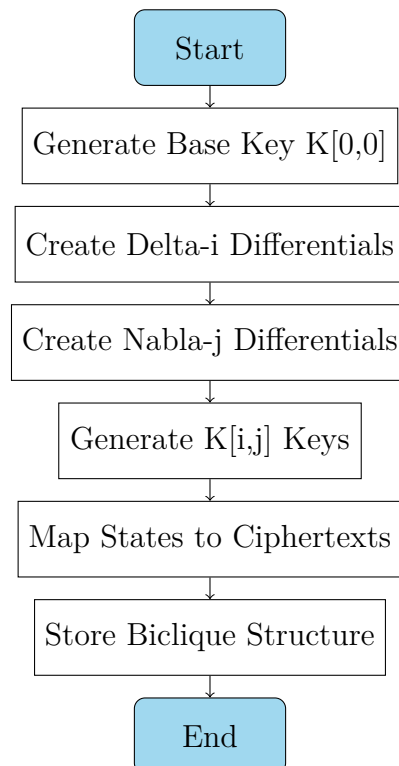 Start
Generate Base Key K[0,0]
Create Delta-i Differentials
Create Nabla-j Differentials
Generate K[i,j] Keys
Map States to Ciphertexts
Store Biclique Structure
End